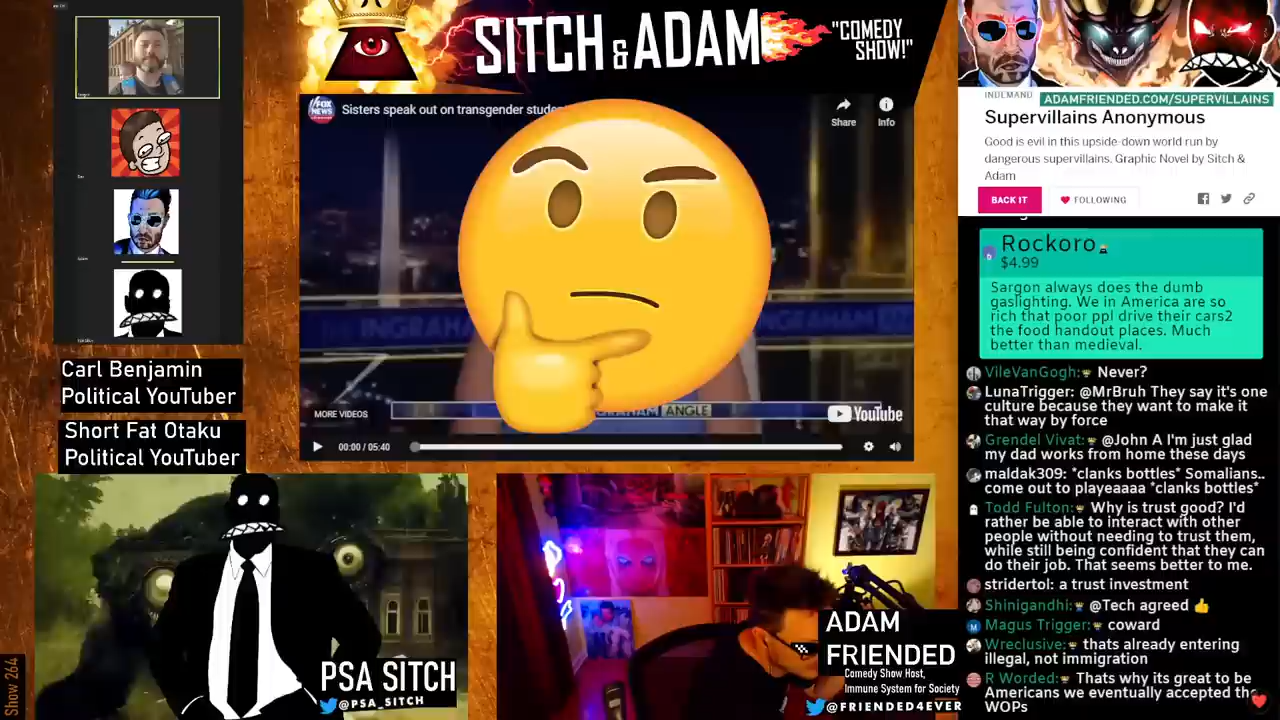 SITCH & ADAM
"COMEDY
SHOW!"
Carl Benjamin
Political YouTuber
Short Fat Otaku
Political YouTuber
FOX
NEWS
Sisters speak out on transgender
Share
Info
INGRAHAM ANGLE
MORE VIDEOS
YouTube
00:00 / 05:40
INDEMAND
ADAMFRIENDED.COM/SUPERVILLAINS
Supervillains Anonymous
Good is evil in this upside-down world run by
dangerous supervillains. Graphic Novel by Sitch &
Adam
BACK IT
FOLLOWING
Rockoro
$4.99
Sargon always does the dumb
gaslighting. We in America are so
rich that poor ppl drive their cars2
the food handout places. Much
better than medieval.
VileVanGogh: Never?
LunaTrigger: @MrBruh They say it's one
culture because they want to make it
that way by force
Grendel Vivat: @John A I'm just glad
my dad works from home these days
maldak309: *clanks bottles* Somalians..
come out to playeaaaa *clanks bottles*
Todd Fulton: Why is trust good? I'd
rather be able to interact with other
people without needing to trust them,
while still being confident that they can
do their job. That seems better to me.
stridertol: a trust investment
Shinigandhi: @Tech agreed 👍
Magus Trigger: coward
Wreclusive: thats already entering
illegal, not immigration
R Worded: Thats why its great to be
Americans we eventually accepted the
WOPs
Show 264
PSA SITCH
@PSA_SITCH
ADAM
FRIENDED
Comedy Show Host,
Immune System for Society
@FRIENDED4EVER